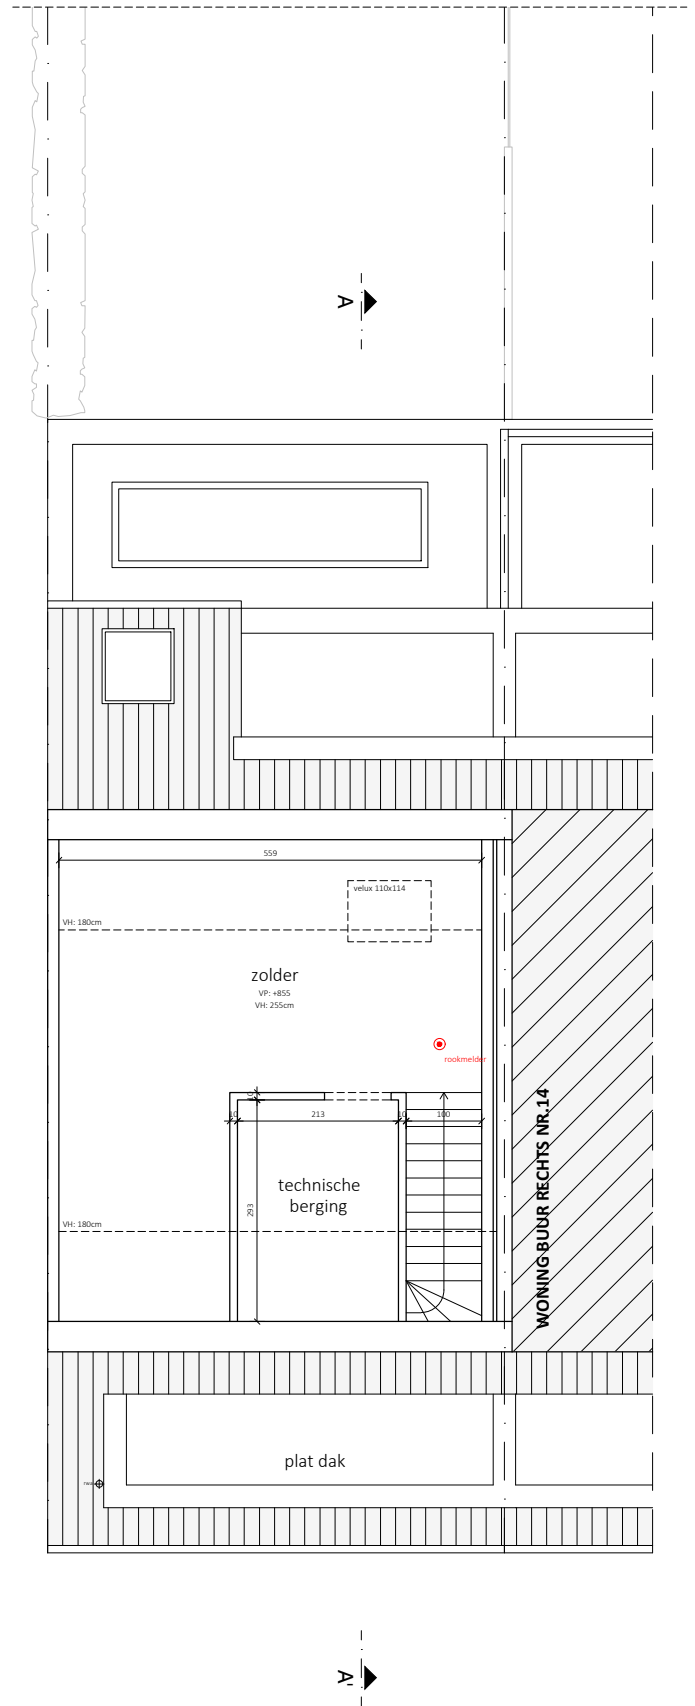 A
559
velux 110x114
VH: 180cm
zolder
VP: +855
VH: 255cm
rookmelder
10
10
213
10
100
WONING BUUR RECHTS NR.14
technische
berging
293
VH: 180cm
plat dak
A'